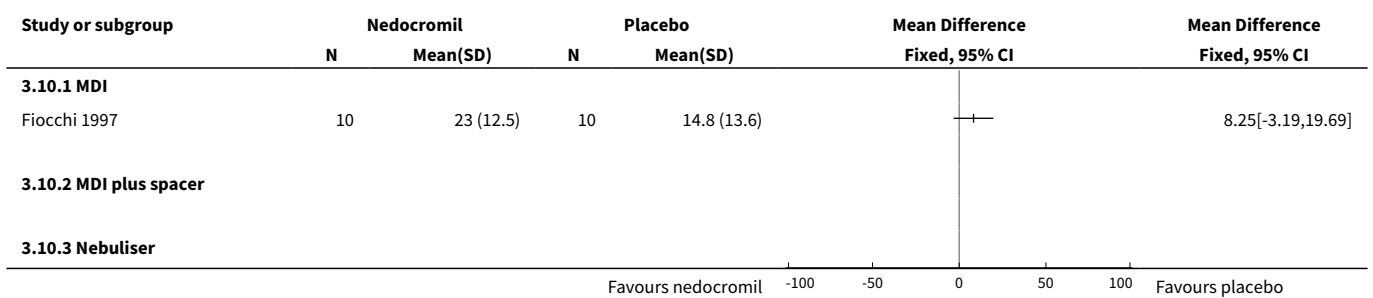 Study or subgroup Nedocromil Placebo Mean Difference Mean Difference
N Mean(SD) N Mean(SD) Fixed, 95% CI Fixed, 95% CI
3.10.1 MDI
Fiocchi 1997 10 23 (12.5) 10 14.8 (13.6) 8.25[-3.19,19.69]
3.10.2 MDI plus spacer
3.10.3 Nebuliser
Favours nedocromil -100 -50 0 50 100 Favours placebo